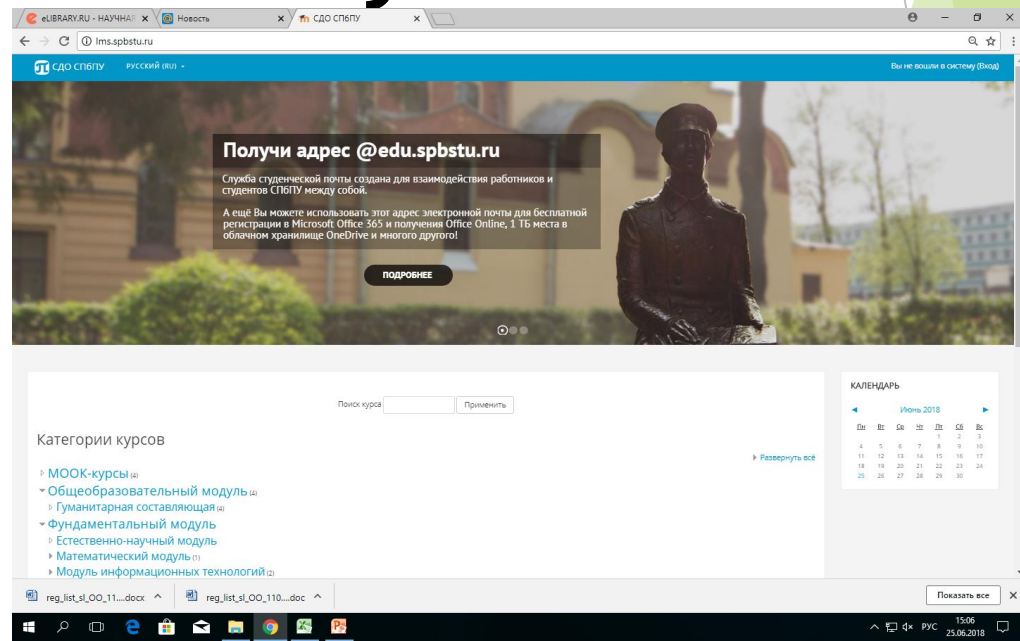 eLIBRARY.RU - НАУЧНАЯ
Новость
СДО СПбПУ
lms.spbstu.ru
СДО СПбПУ РУССКИЙ (RU)
Вы не вошли в систему (Вход)
Получи адрес @edu.spbstu.ru
Служба студенческой почты создана для взаимодействия работников и
студентов СПбПУ между собой.
А ещё Вы можете использовать этот адрес электронной почты для бесплатной
регистрации в Microsoft Office 365 и получения Office Online, 1 ТБ места в
облачном хранилище OneDrive и многого другого!
ПОДРОБНЕЕ
Поиск курса Применить
Категории курсов
Развернуть всё
МООК-курсы (4)
Общеобразовательный модуль (4)
Гуманитарная составляющая (4)
Фундаментальный модуль
Естественно-научный модуль
Математический модуль (1)
Модуль информационных технологий (2)
КАЛЕНДАРЬ
Июнь 2018
Пн Вт Ср Чт Пт Сб Вс
1 2 3
4 5 6 7 8 9 10
11 12 13 14 15 16 17
18 19 20 21 22 23 24
25 26 27 28 29 30
reg_list_sl_OO_11....docx
reg_list_sl_OO_110....doc
Показать все
РУС
15:06
25.06.2018